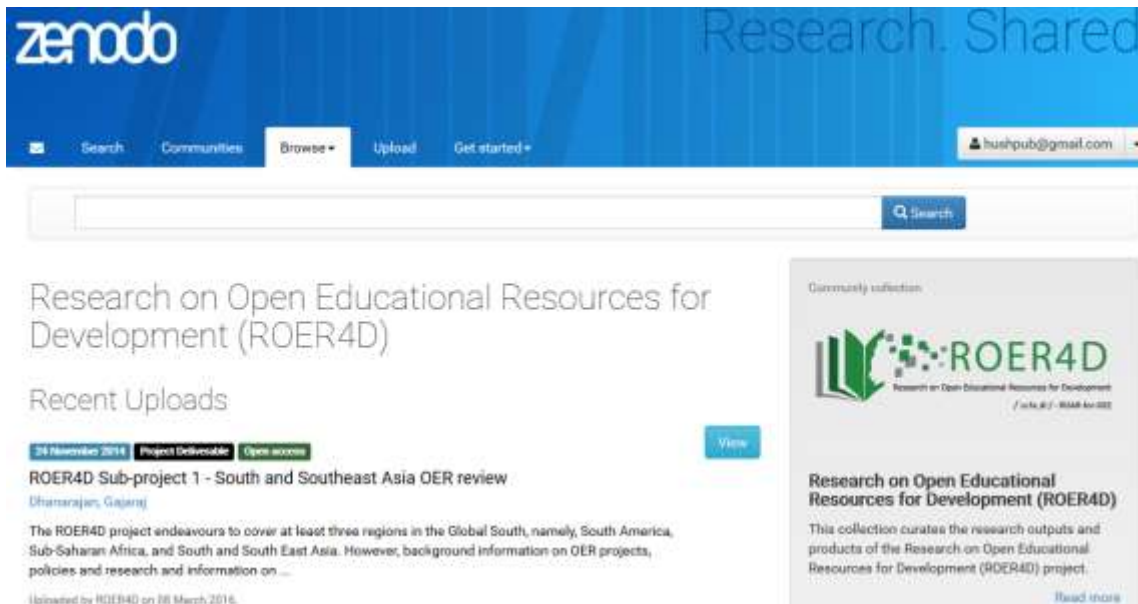 zenodo
Research. Shared
Search Communities Browse Upload Get started
hushpub@gmail.com
Search
Research on Open Educational Resources for
Development (ROER4D)
Recent Uploads
24 November 2014 Project Deliverable Open access
View
ROER4D Sub-project 1 - South and Southeast Asia OER review
Dhanarajan, Gajaraj
The ROER4D project endeavours to cover at least three regions in the Global South, namely, South America,
Sub-Saharan Africa, and South and South East Asia. However, background information on OER projects,
policies and research and information on ...
Uploaded by ROER4D on 08 March 2016.
Community collection
ROER4D
Research on Open Educational Resources for Development
Research on Open Educational
Resources for Development (ROER4D)
This collection curates the research outputs and
products of the Research on Open Educational
Resources for Development (ROER4D) project.
Read more